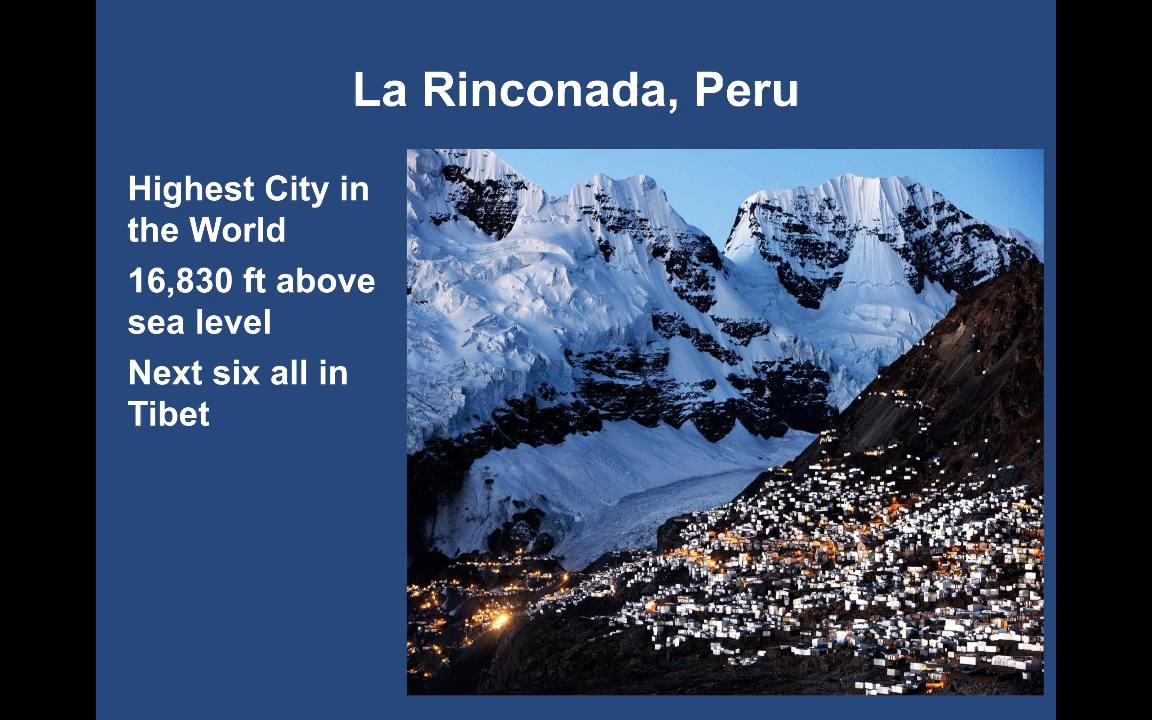 La Rinconada, Peru
Highest City in
the World
16,830 ft above
sea level
Next six all in
Tibet